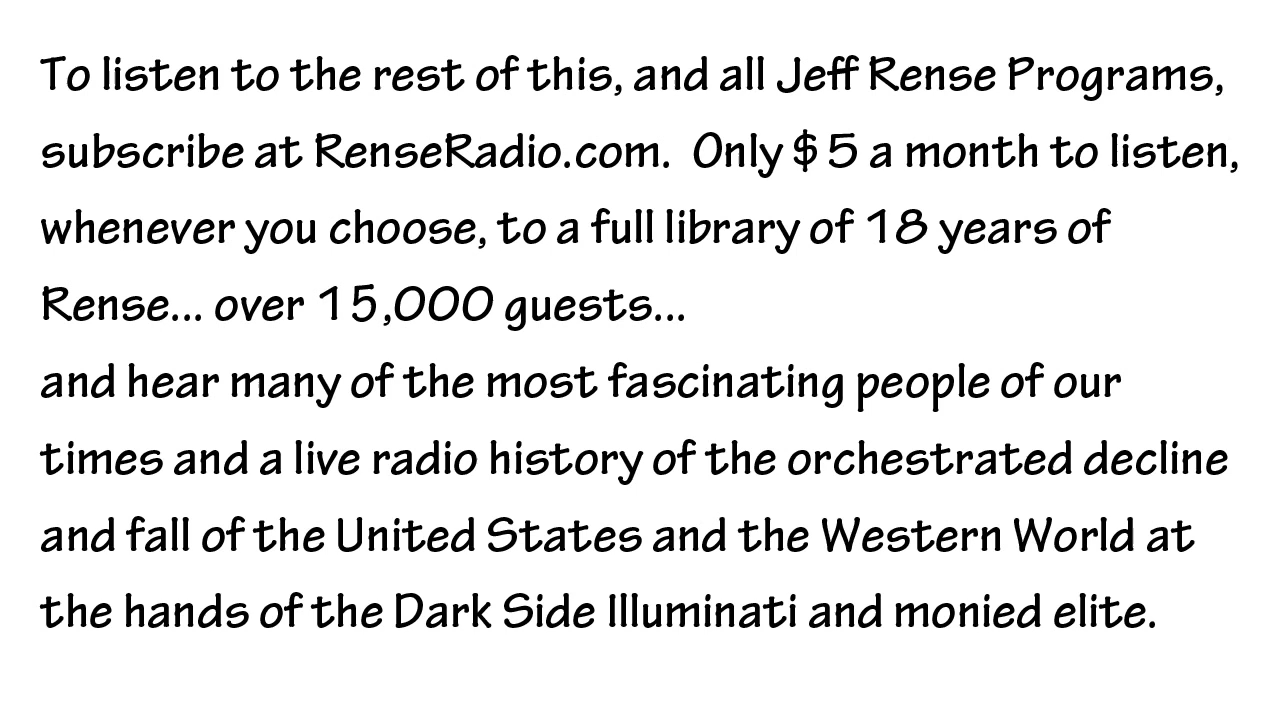 To listen to the rest of this, and all Jeff Rense Programs,
subscribe at RenseRadio.com.  Only $5 a month to listen,
whenever you choose, to a full library of 18 years of
Rense... over 15,000 guests...
and hear many of the most fascinating people of our
times and a live radio history of the orchestrated decline
and fall of the United States and the Western World at
the hands of the Dark Side Illuminati and monied elite.